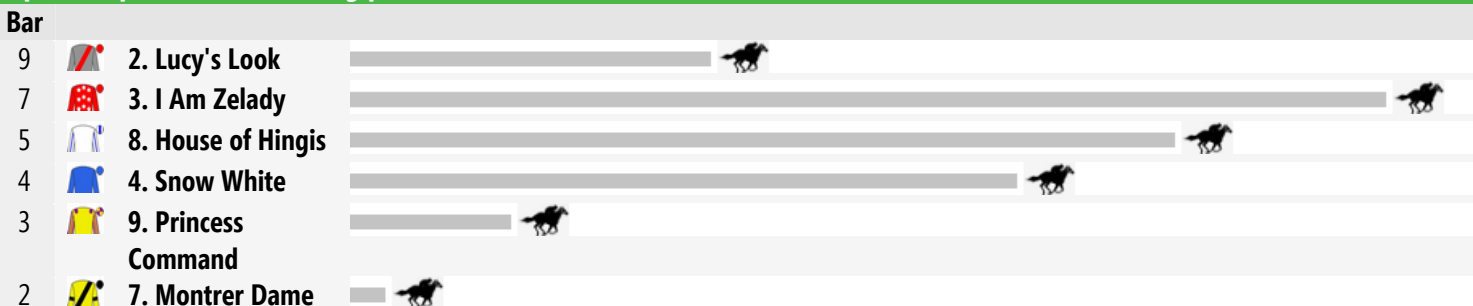 Bar
9 2. Lucy's Look
7 3. I Am Zelady
5 8. House of Hingis
4 4. Snow White
3 9. Princess
Command
2 7. Montrer Dame